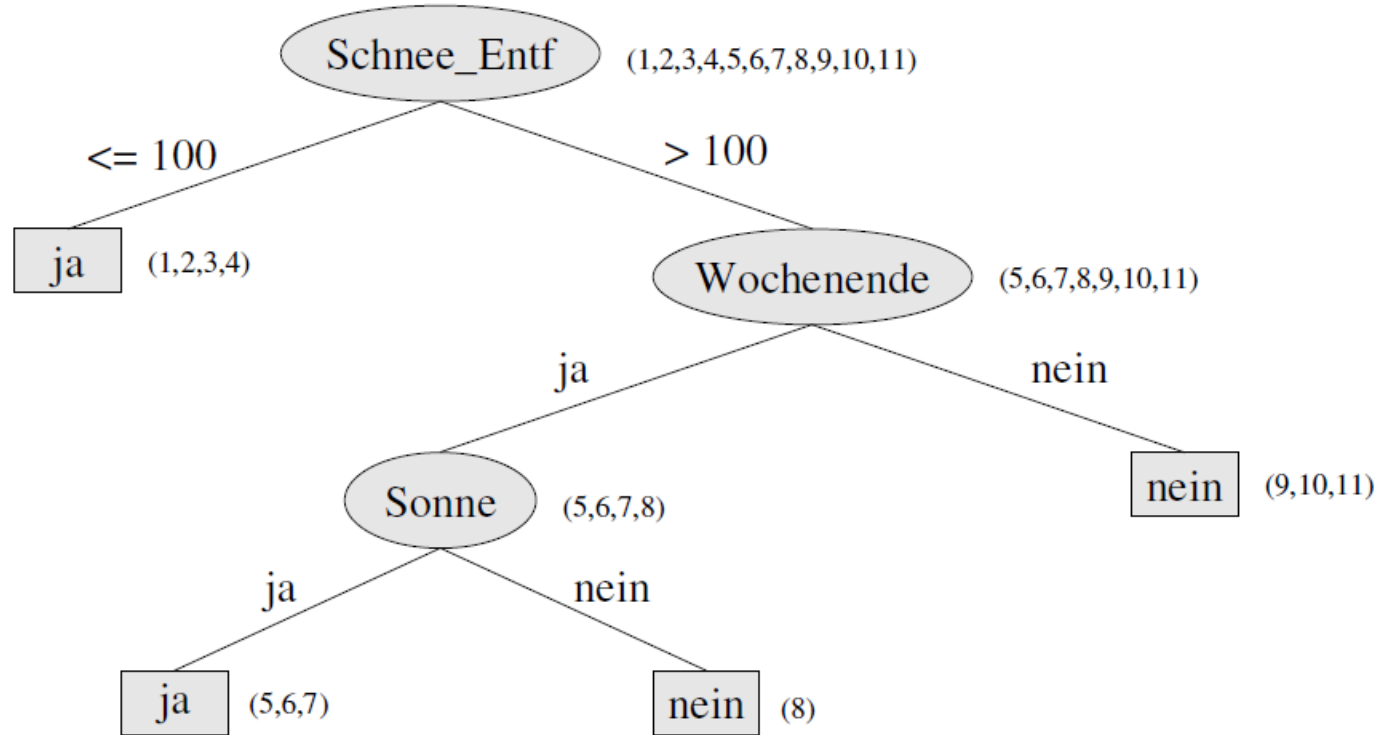 Schnee_Entf (1,2,3,4,5,6,7,8,9,10,11)
<= 100 > 100
ja (1,2,3,4) Wochenende (5,6,7,8,9,10,11)
ja nein
Sonne (5,6,7,8) nein (9,10,11)
ja nein
ja (5,6,7) nein (8)